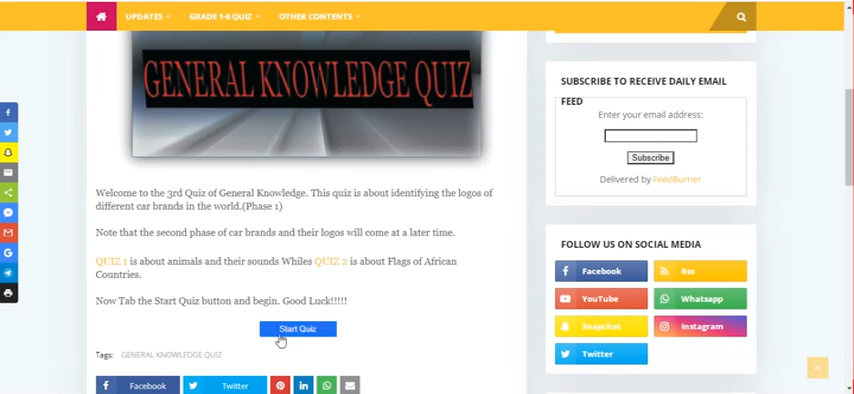 UPDATES
GRADE 1-6 QUIZ
OTHER CONTENTS
GENERAL KNOWLEDGE QUIZ
Welcome to the 3rd Quiz of General Knowledge. This quiz is about identifying the logos of
different car brands in the world.(Phase 1)
Note that the second phase of car brands and their logos will come at a later time.
QUIZ 1 is about animals and their sounds Whiles QUIZ 2 is about Flags of African
Countries.
Now Tab the Start Quiz button and begin. Good Luck!!!!!
Start Quiz
Tags: GENERAL KNOWLEDGE QUIZ
Facebook
Twitter
SUBSCRIBE TO RECEIVE DAILY EMAIL
FEED
Enter your email address:
Subscribe
Delivered by FeedBurner
FOLLOW US ON SOCIAL MEDIA
Facebook
Rss
YouTube
Whatsapp
Snapchat
Instagram
Twitter